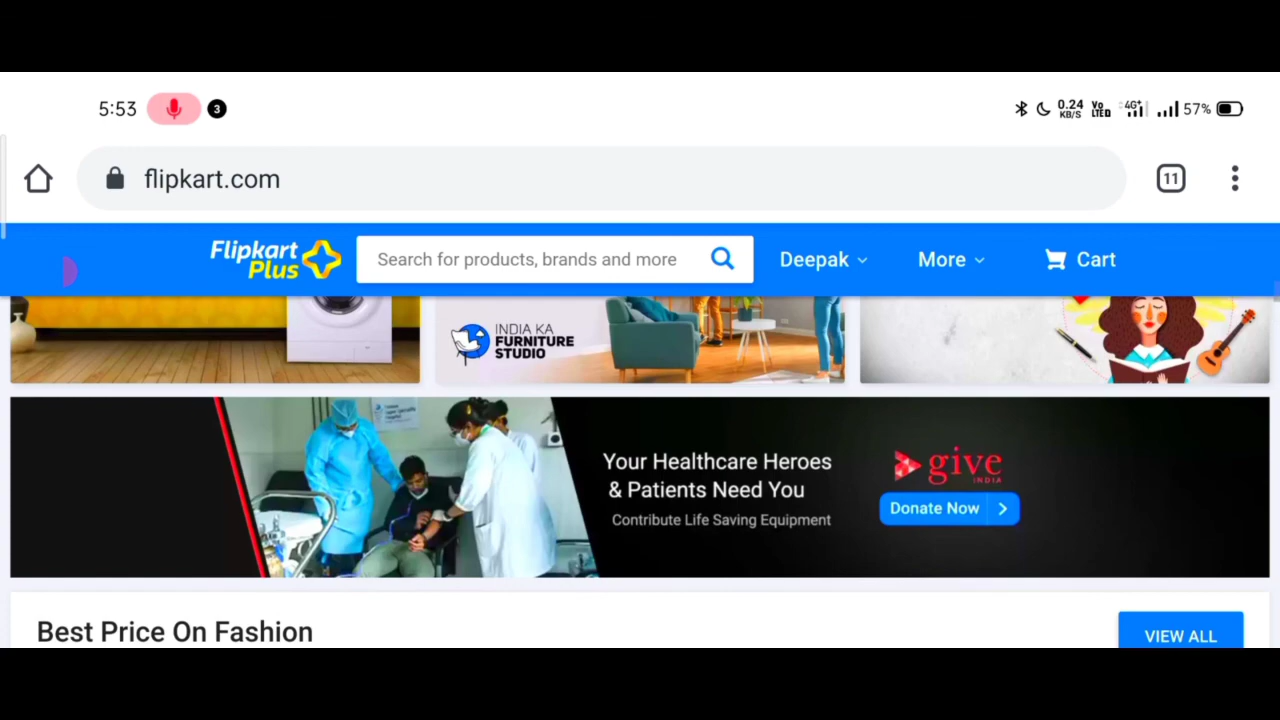 5:53
3
0.24
KB/S
Vo
LTE
4G+
57%
flipkart.com
11
Flipkart
Plus
Search for products, brands and more
Deepak
More
Cart
INDIA KA
FURNITURE
STUDIO
Your Healthcare Heroes
& Patients Need You
Contribute Life Saving Equipment
give
INDIA
Donate Now
Best Price On Fashion
VIEW ALL